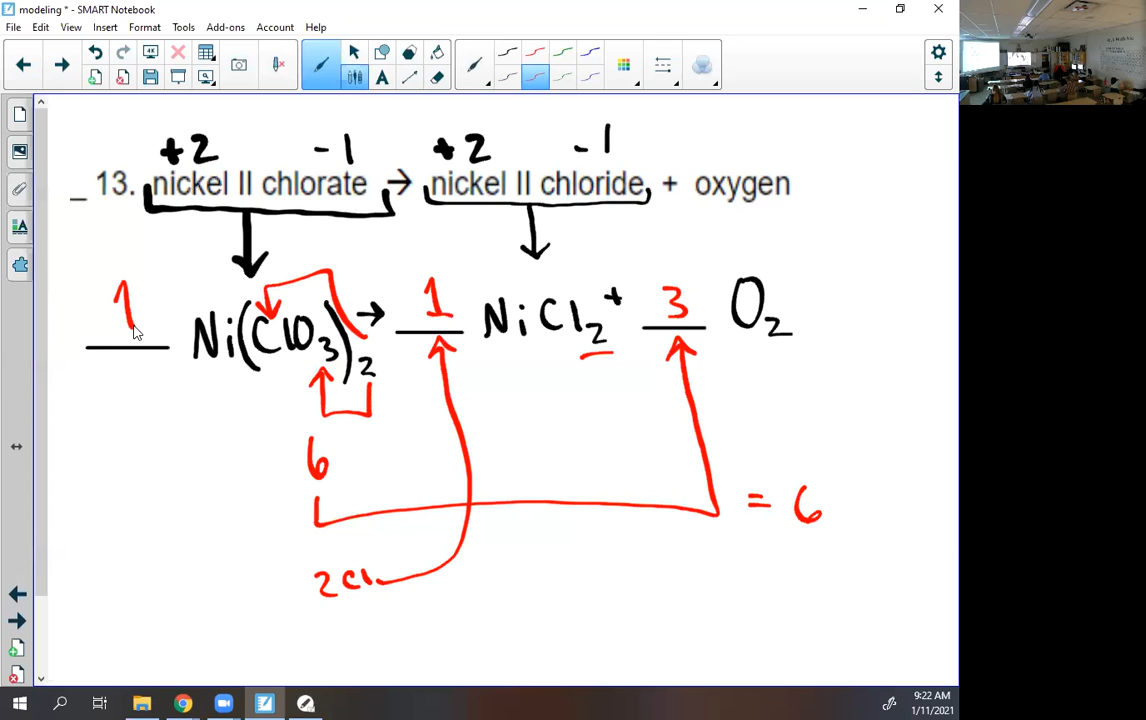 modeling * - SMART Notebook
File Edit View Insert Format Tools Add-ons Account Help
+2 -1 +2 -1
_ 13. nickel II chlorate → nickel II chloride + oxygen
1 Ni(ClO3)2 → 1 NiCl2 + 3 O2
6
= 6
2Cl
9:22 AM
1/11/2021